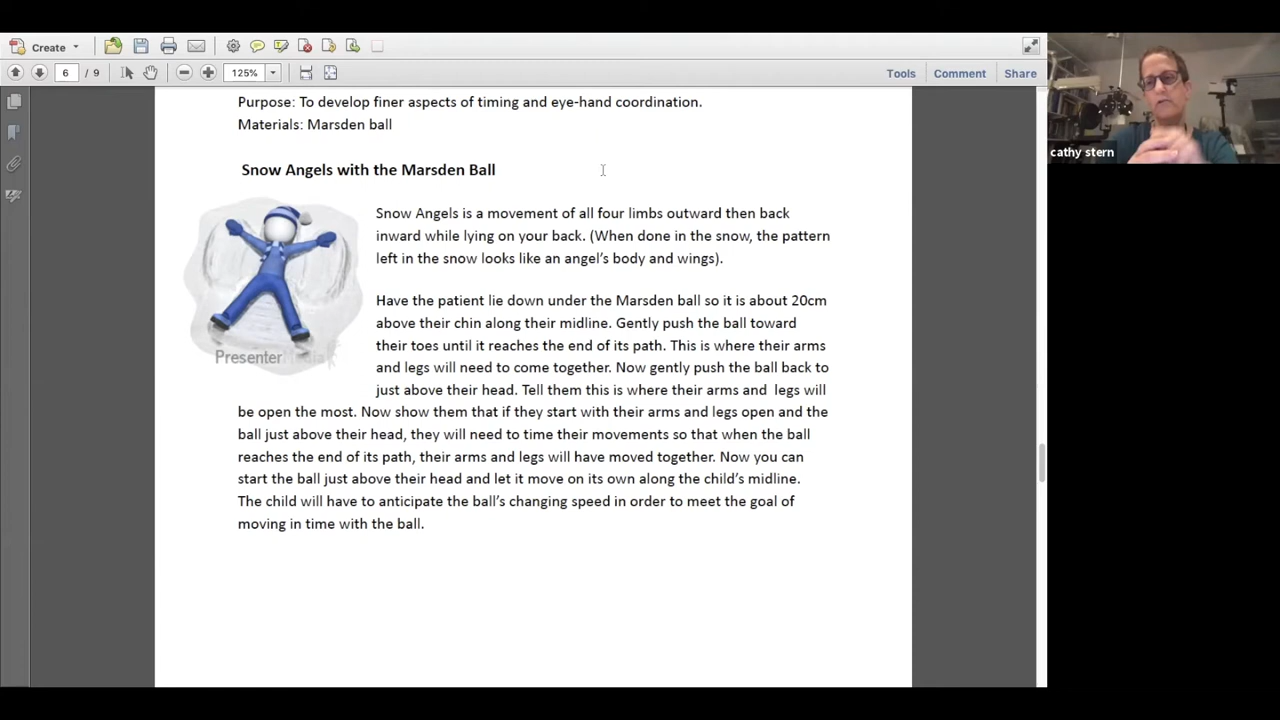 Create
6 / 9
125%
Tools
Comment
Share
cathy stern
Purpose: To develop finer aspects of timing and eye-hand coordination.
Materials: Marsden ball
Snow Angels with the Marsden Ball
Snow Angels is a movement of all four limbs outward then back
inward while lying on your back. (When done in the snow, the pattern
left in the snow looks like an angel's body and wings).
Have the patient lie down under the Marsden ball so it is about 20cm
above their chin along their midline. Gently push the ball toward
their toes until it reaches the end of its path. This is where their arms
and legs will need to come together. Now gently push the ball back to
just above their head. Tell them this is where their arms and  legs will
be open the most. Now show them that if they start with their arms and legs open and the
ball just above their head, they will need to time their movements so that when the ball
reaches the end of its path, their arms and legs will have moved together. Now you can
start the ball just above their head and let it move on its own along the child's midline.
The child will have to anticipate the ball's changing speed in order to meet the goal of
moving in time with the ball.
PresenterMedia